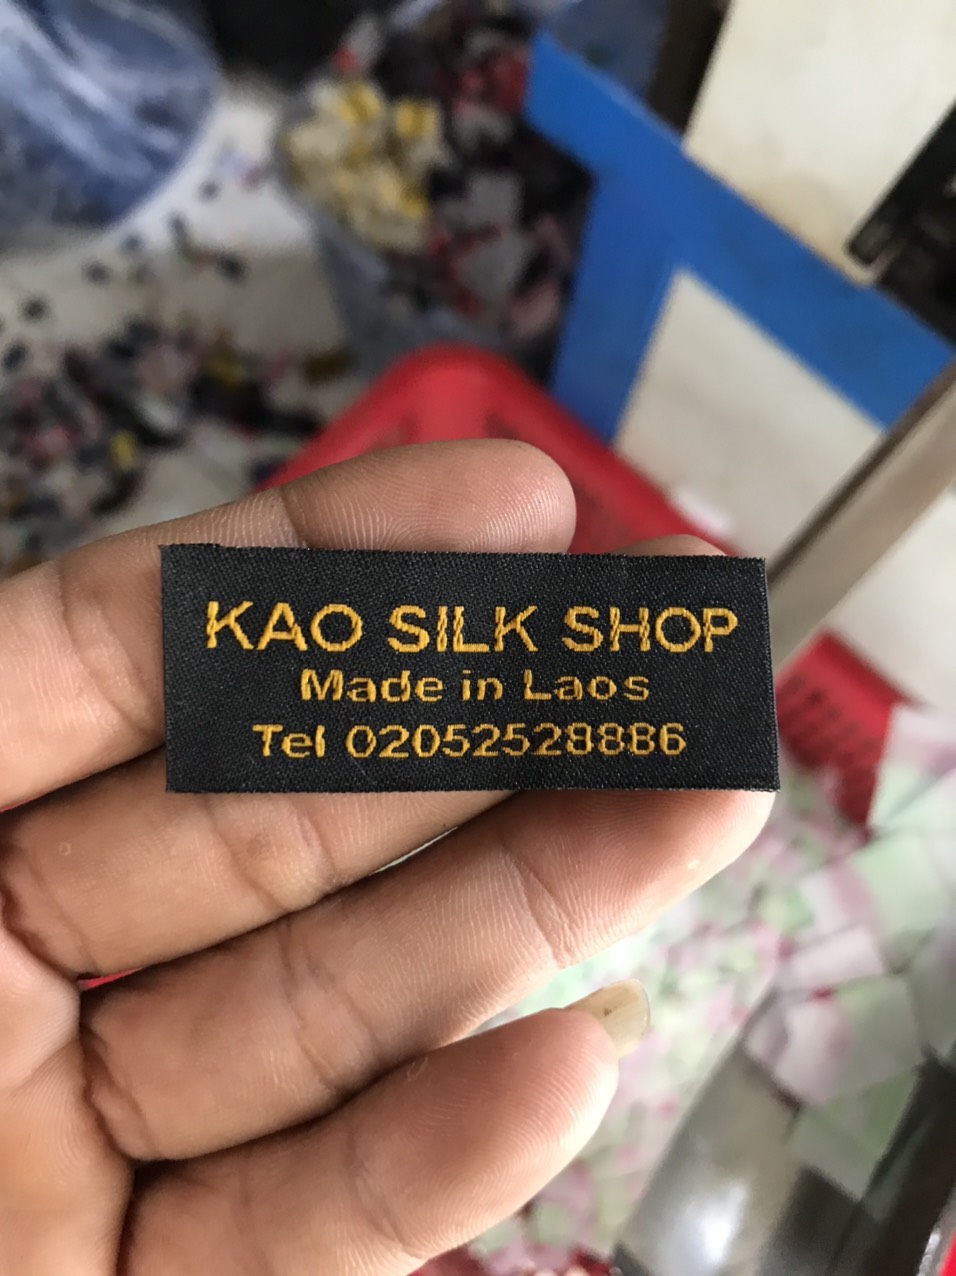 KAO SILK SHOP
Made in Laos
Tel 02052528886